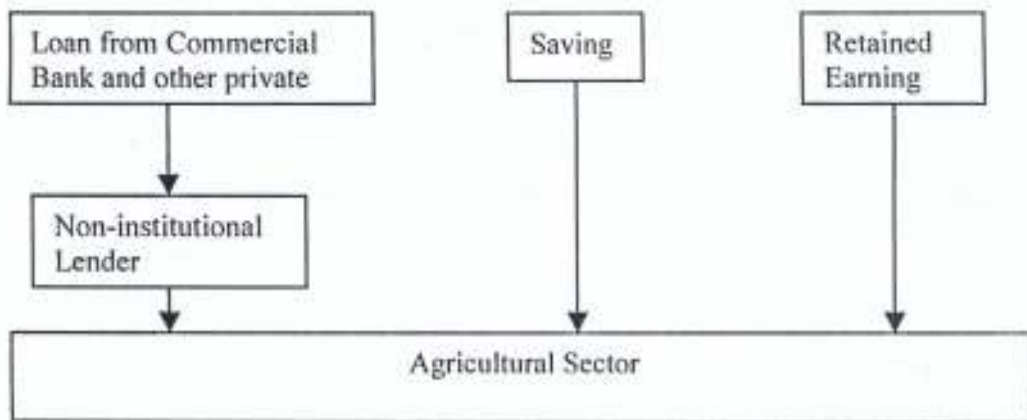 Loan from Commercial
Bank and other private
Saving
Retained
Earning
Non-institutional
Lender
Agricultural Sector